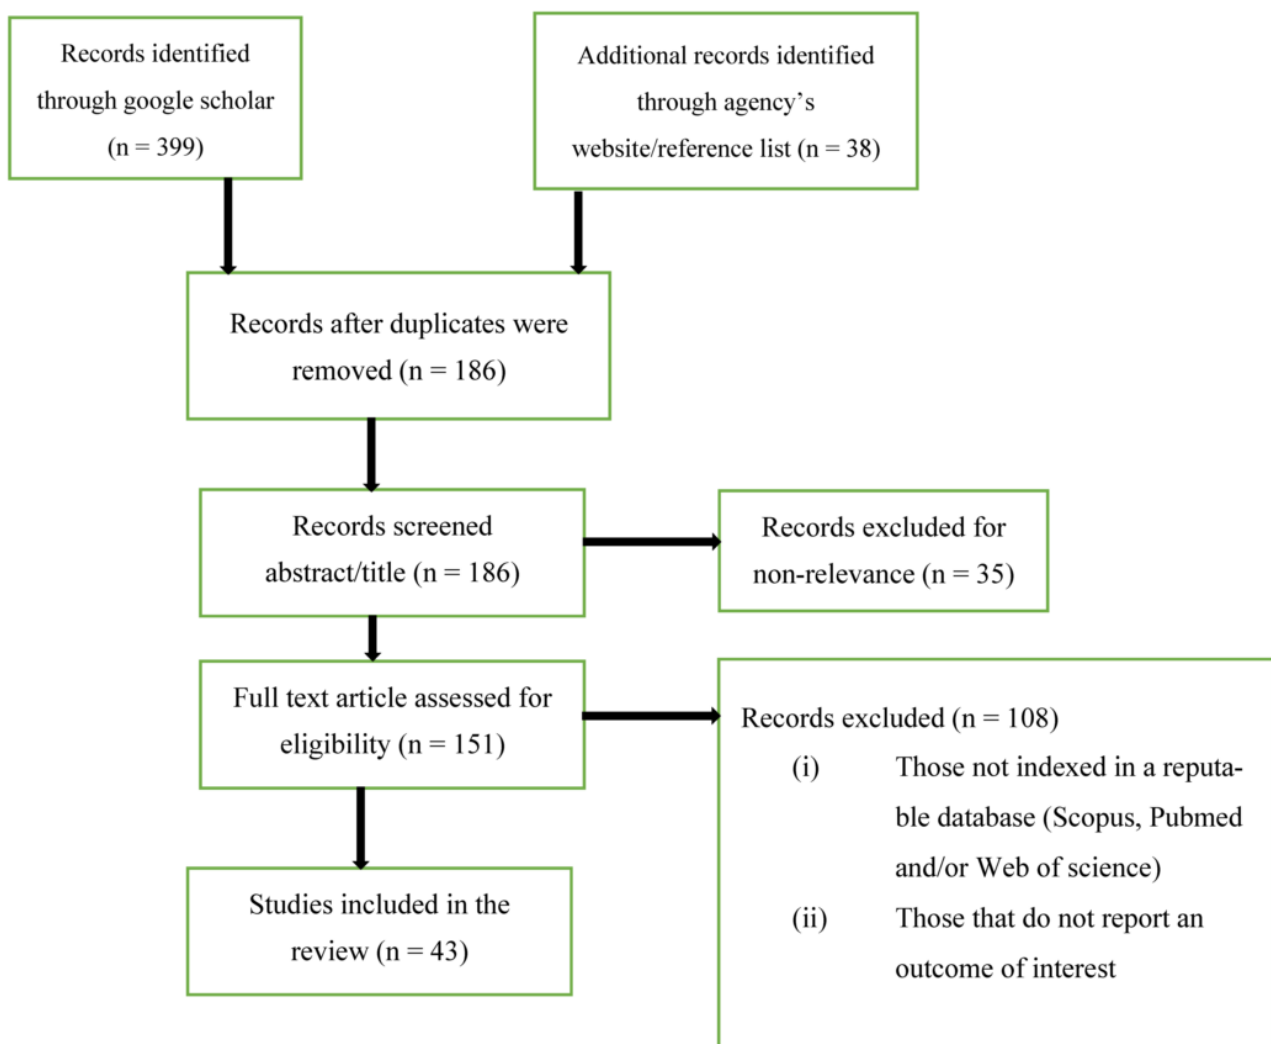 Records identified
through google scholar
(n = 399)
Additional records identified
through agency’s
website/reference list (n = 38)
Records after duplicates were
removed (n = 186)
Records screened
abstract/title (n = 186)
Records excluded for
non-relevance (n = 35)
Full text article assessed for
eligibility (n = 151)
Records excluded (n = 108)
(i) Those not indexed in a reputa-
ble database (Scopus, Pubmed
and/or Web of science)
(ii) Those that do not report an
outcome of interest
Studies included in the
review (n = 43)